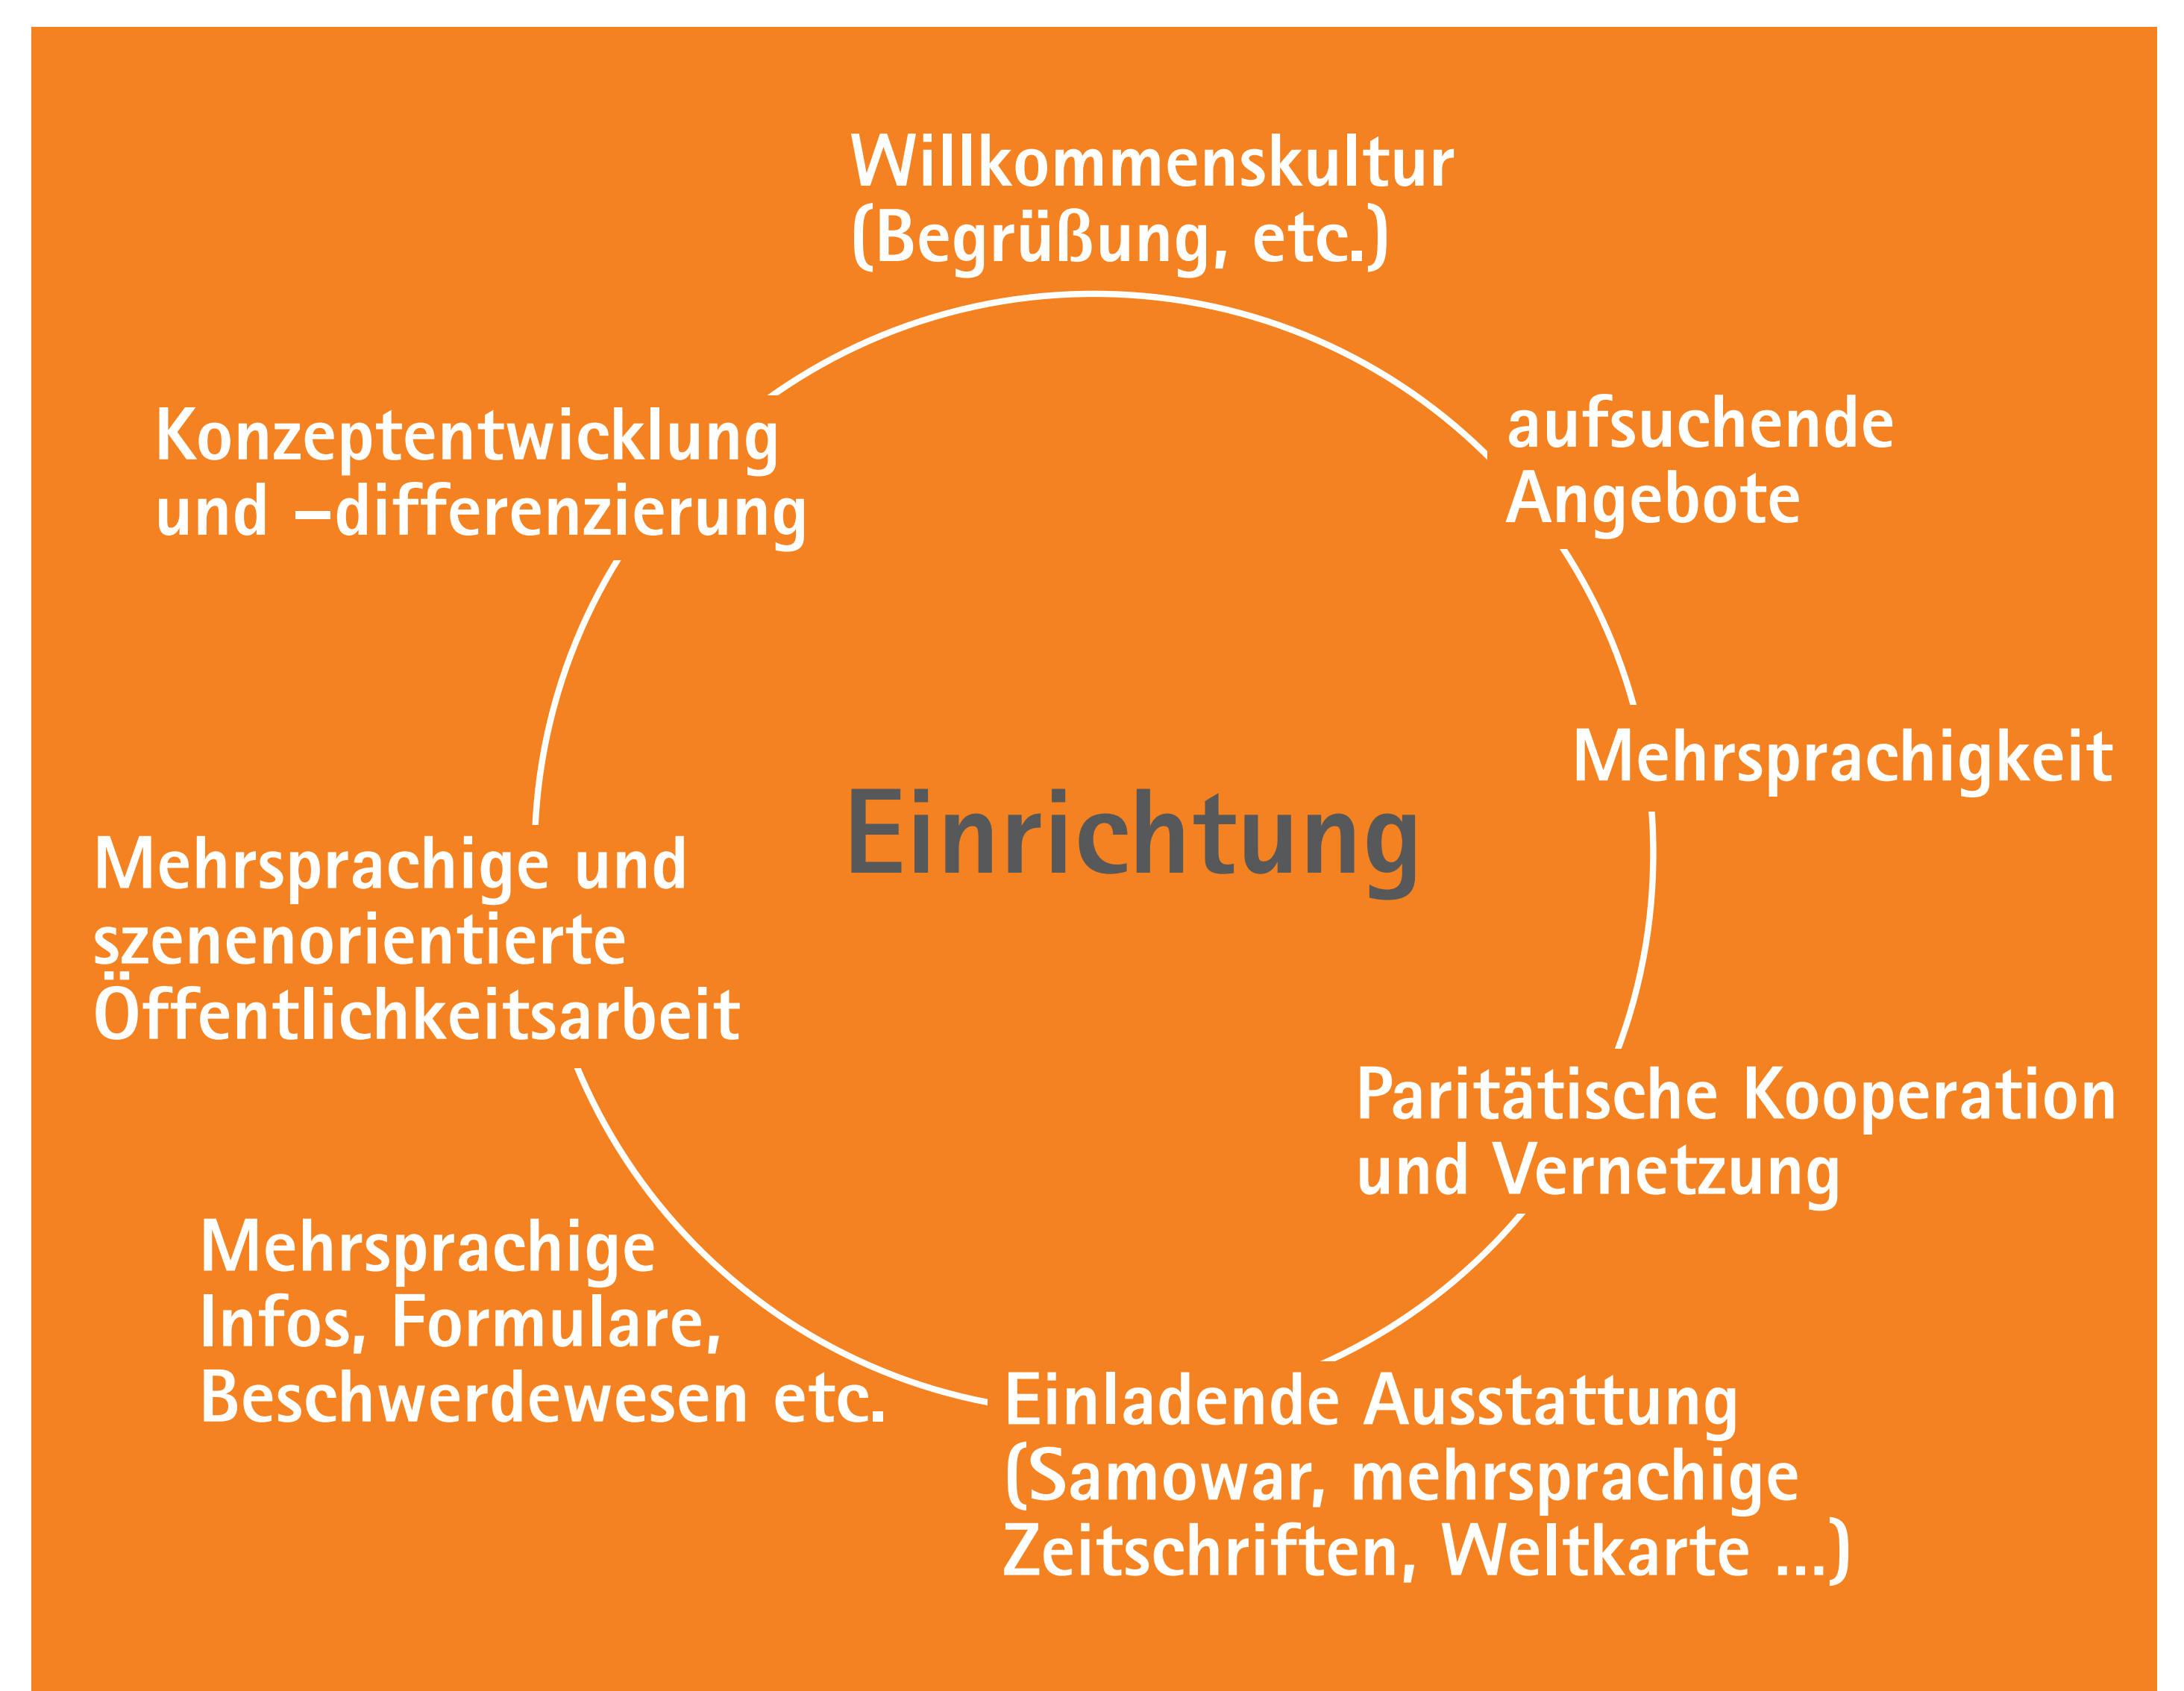 Willkommenskultur
(Begrüßung, etc.)
aufsuchende
Angebote
Mehrsprachigkeit
Paritätische Kooperation
und Vernetzung
Einladende Ausstattung
(Samowar, mehrsprachige
Zeitschriften, Weltkarte ...)
Mehrsprachige
Infos, Formulare,
Beschwerdewesen etc.
Mehrsprachige und
szenenorientierte
Öffentlichkeitsarbeit
Konzeptentwicklung
und –differenzierung
Einrichtung